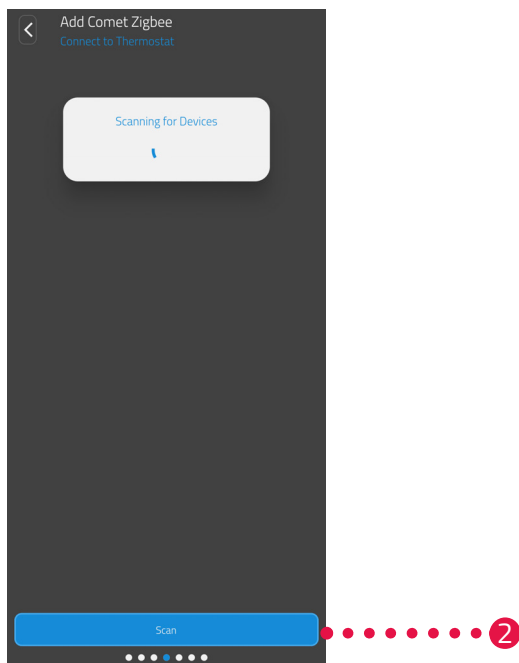 Add Comet Zigbee
Connect to Thermostat
Scanning for Devices
Scan
2